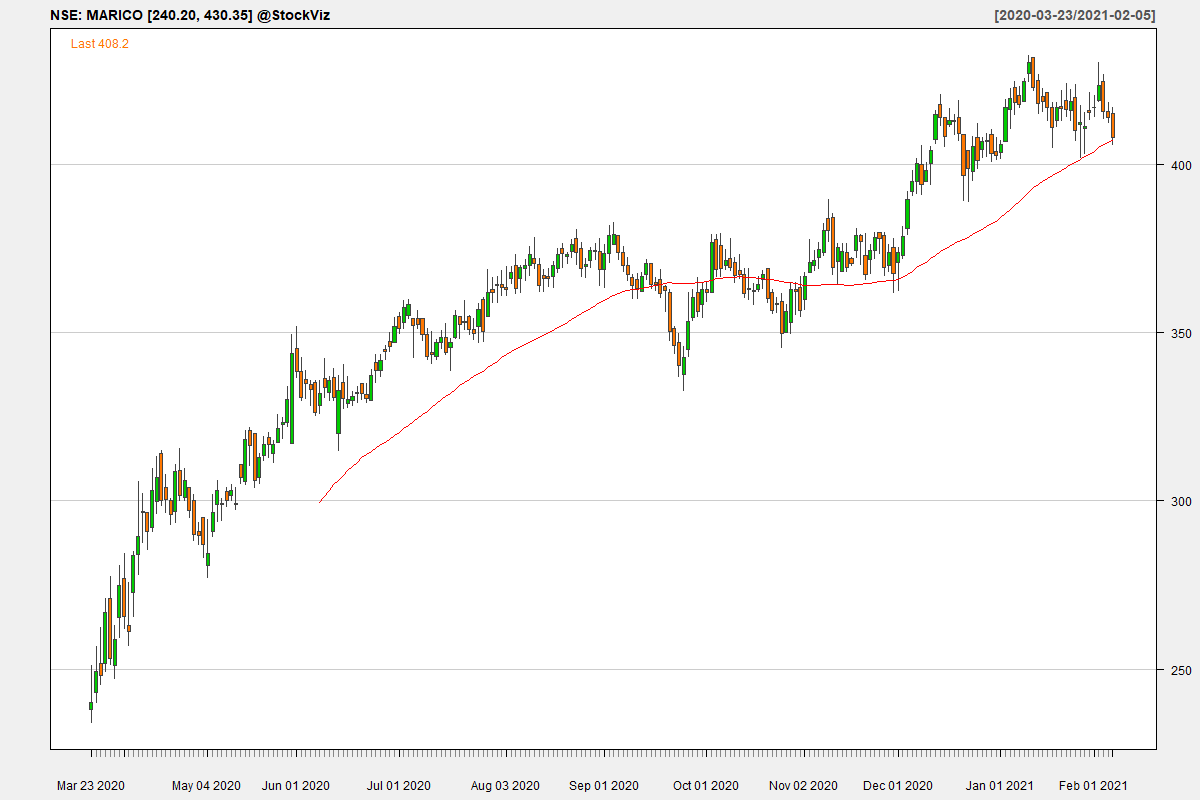 NSE: MARICO [240.20, 430.35] @StockViz
[2020-03-23/2021-02-05]
Last 408.2
400
350
300
250
Mar 23 2020
May 04 2020
Jun 01 2020
Jul 01 2020
Aug 03 2020
Sep 01 2020
Oct 01 2020
Nov 02 2020
Dec 01 2020
Jan 01 2021
Feb 01 2021